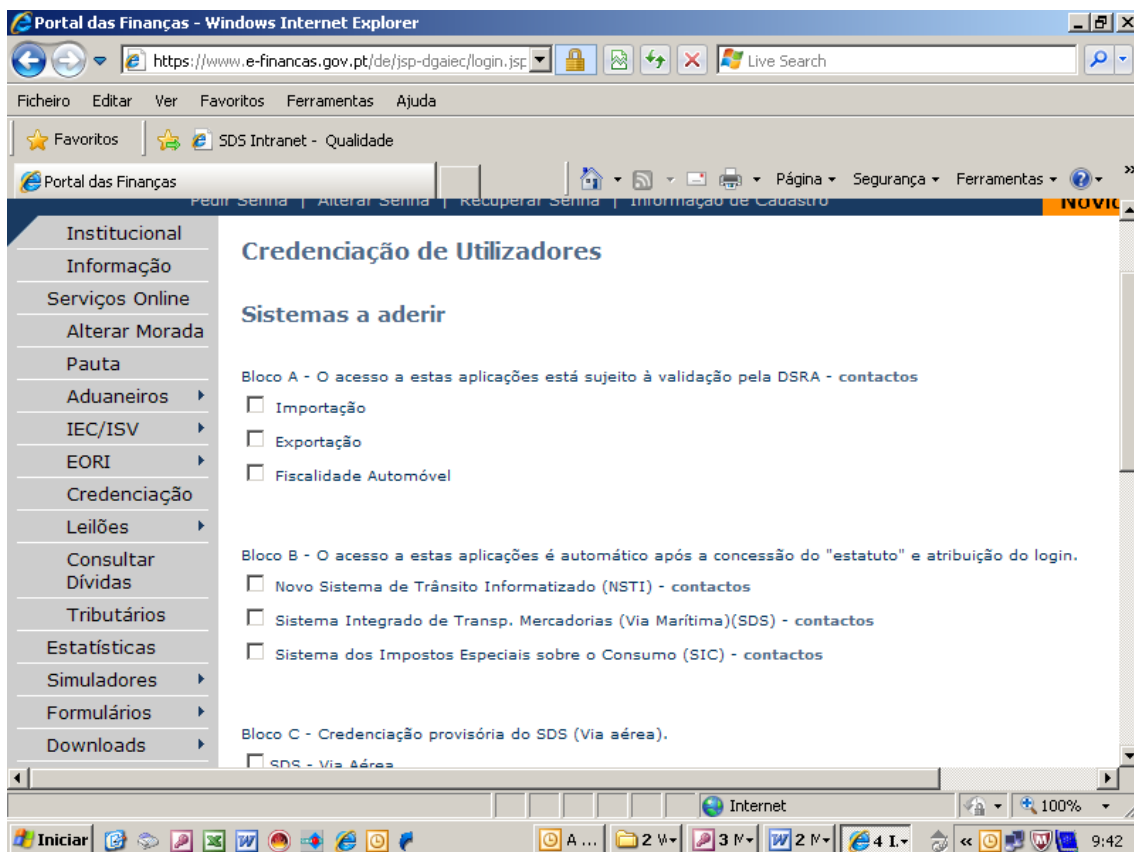 Portal das Finanças - Windows Internet Explorer
https://www.e-financas.gov.pt/de/jsp-dgaiec/login.jsp
Live Search
Ficheiro Editar Ver Favoritos Ferramentas Ajuda
Favoritos SDS Intranet - Qualidade
Portal das Finanças Página Segurança Ferramentas »
Pedir Senha | Alterar Senha | Recuperar Senha | Informação de Cadastro
Institucional
Informação
Serviços Online
Alterar Morada
Pauta
Aduaneiros
IEC/ISV
EORI
Credenciação
Leilões
Consultar
Dívidas
Tributários
Estatísticas
Simuladores
Formulários
Downloads
Credenciação de Utilizadores
Sistemas a aderir
Bloco A - O acesso a estas aplicações está sujeito à validação pela DSRA - contactos
Importação
Exportação
Fiscalidade Automóvel
Bloco B - O acesso a estas aplicações é automático após a concessão do "estatuto" e atribuição do login.
Novo Sistema de Trânsito Informatizado (NSTI) - contactos
Sistema Integrado de Transp. Mercadorias (Via Marítima)(SDS) - contactos
Sistema dos Impostos Especiais sobre o Consumo (SIC) - contactos
Bloco C - Credenciação provisória do SDS (Via aérea).
SDS - Via Aérea
Internet 100%
Iniciar A ... 2 3 2 4 I. « 9:42